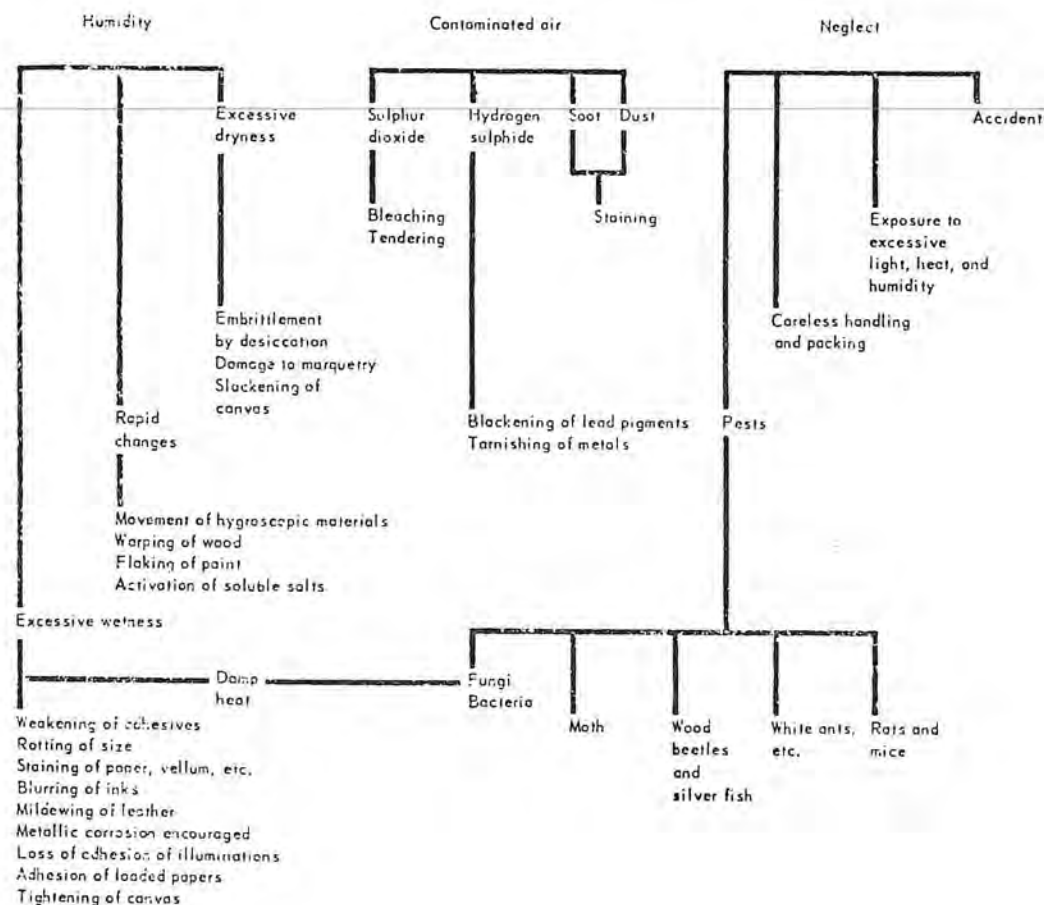 Humidity
Contaminated air
Neglect
Excessive
dryness
Sulphur
dioxide
Hydrogen
sulphide
Soot
Dust
Accident
Bleaching
Tendering
Staining
Exposure to
excessive
light, heat, and
humidity
Embrittlement
by desiccation
Damage to marquetry
Slackening of
canvas
Careless handling
and packing
Rapid
changes
Blackening of lead pigments
Tarnishing of metals
Pests
Movement of hygroscopic materials
Warping of wood
Flaking of paint
Activation of soluble salts
Excessive wetness
Damp
heat
Fungi
Bacteria
Moth
Wood
beetles
and
silver fish
White ants,
etc.
Rats and
mice
Weakening of adhesives
Rotting of size
Staining of paper, vellum, etc.
Blurring of inks
Mildewing of leather
Metallic corrosion encouraged
Loss of adhesion of illuminations
Adhesion of loaded papers
Tightening of canvas